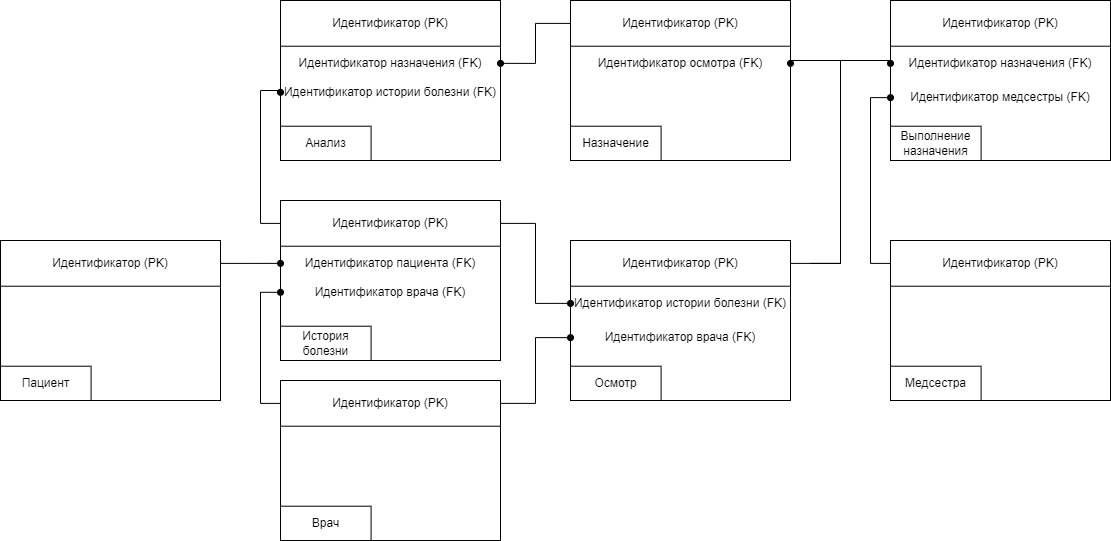 Идентификатор (PK)
Идентификатор назначения (FK)
Идентификатор истории болезни (FK)
Анализ
Идентификатор (PK)
Идентификатор осмотра (FK)
Назначение
Идентификатор (PK)
Идентификатор назначения (FK)
Идентификатор медсестры (FK)
Выполнение
назначения
Идентификатор (PK)
Пациент
Идентификатор (PK)
Идентификатор пациента (FK)
Идентификатор врача (FK)
История
болезни
Идентификатор (PK)
Идентификатор истории болезни (FK)
Идентификатор врача (FK)
Осмотр
Идентификатор (PK)
Медсестра
Идентификатор (PK)
Врач